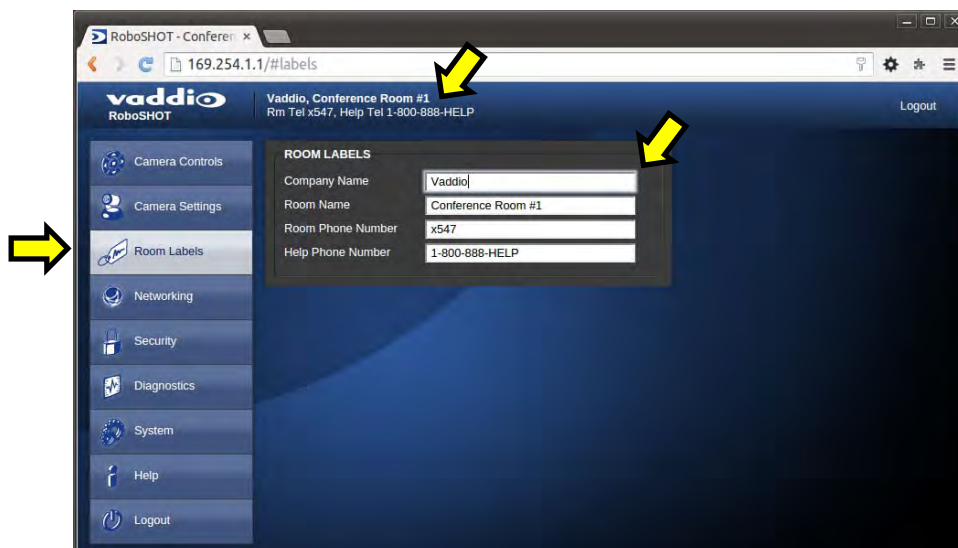 RoboSHOT - Conferen
169.254.1.1/#labels
vaddio
RoboSHOT
Vaddio, Conference Room #1
Rm Tel x547, Help Tel 1-800-888-HELP
Logout
Camera Controls
Camera Settings
Room Labels
Networking
Security
Diagnostics
System
Help
Logout
ROOM LABELS
Company Name Vaddio
Room Name Conference Room #1
Room Phone Number x547
Help Phone Number 1-800-888-HELP